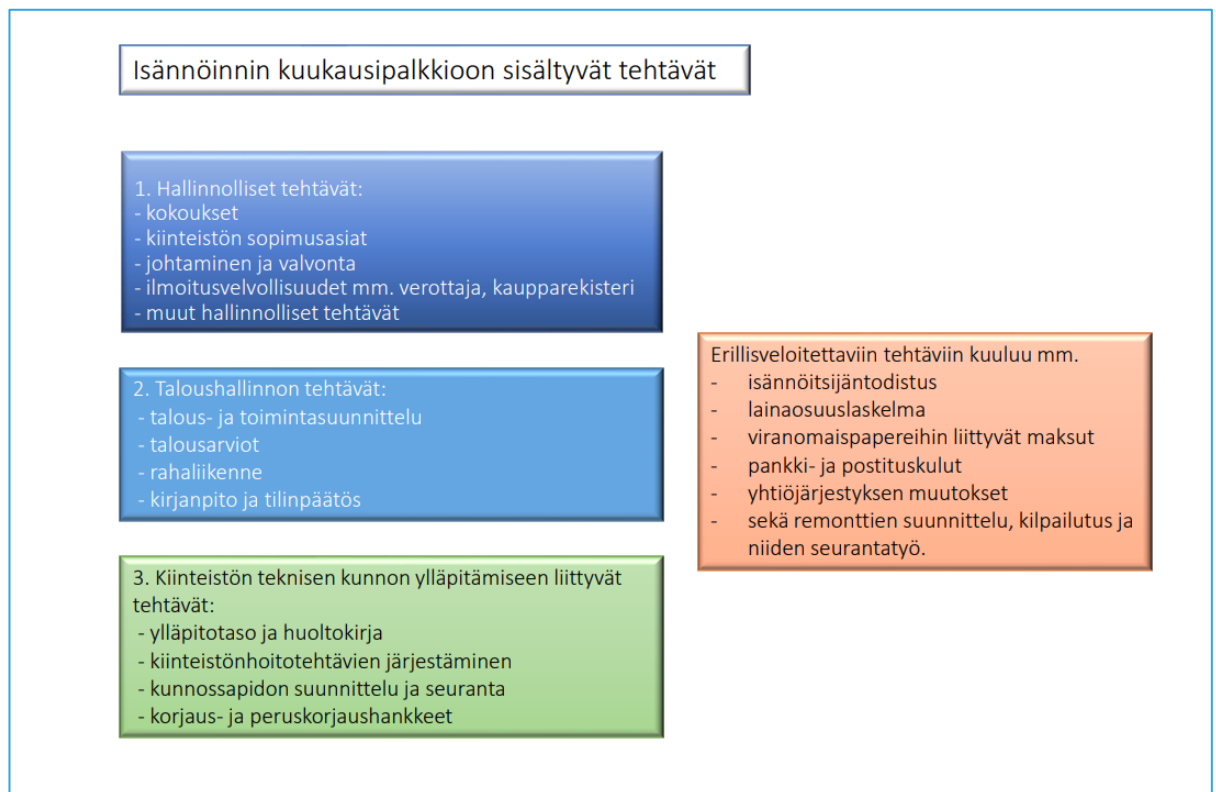 Isännöinnin kuukausipalkkioon sisältyvät tehtävät
1. Hallinnolliset tehtävät:
- kokoukset
- kiinteistön sopimusasiat
- johtaminen ja valvonta
- ilmoitusvelvollisuudet mm. verottaja, kaupparekisteri
- muut hallinnolliset tehtävät
2. Taloushallinnon tehtävät:
- talous- ja toimintasuunnittelu
- talousarviot
- rahaliikenne
- kirjanpito ja tilinpäätös
3. Kiinteistön teknisen kunnon ylläpitämiseen liittyvät
tehtävät:
- ylläpitotaso ja huoltokirja
- kiinteistönhoitotehtävien järjestäminen
- kunnossapidon suunnittelu ja seuranta
- korjaus- ja peruskorjaushankkeet
Erillisveloitettaviin tehtäviin kuuluu mm.
- isännöitsijäntodistus
- lainaosuuslaskelma
- viranomaispapereihin liittyvät maksut
- pankki- ja postituskulut
- yhtiöjärjestyksen muutokset
- sekä remonttien suunnittelu, kilpailutus ja
niiden seurantatyö.